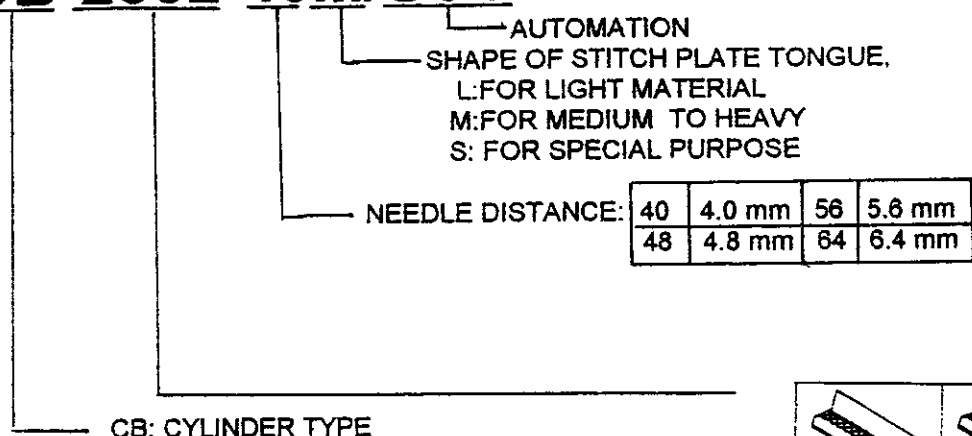 AUTOMATION
SHAPE OF STITCH PLATE TONGUE,
L:FOR LIGHT MATERIAL
M:FOR MEDIUM TO HEAVY
S: FOR SPECIAL PURPOSE
NEEDLE DISTANCE: 40 4.0 mm 56 5.6 mm
48 4.8 mm 64 6.4 mm
CB: CYLINDER TYPE